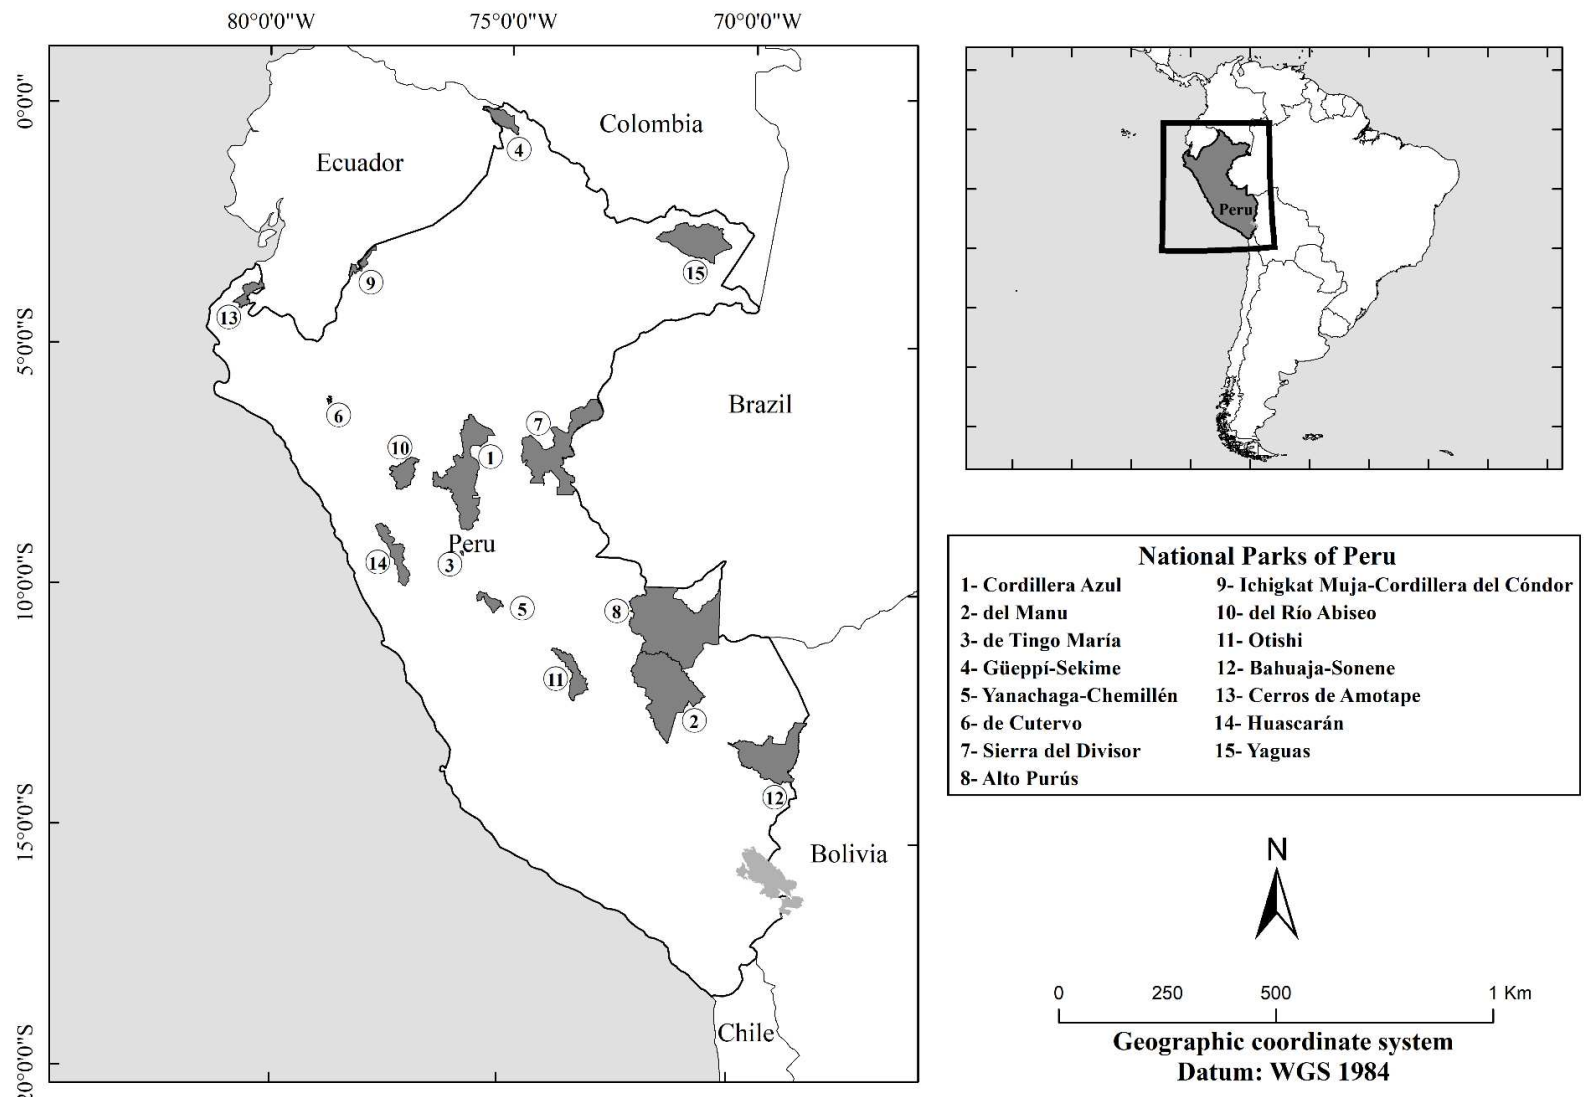 80°0'0"W 75°0'0"W 70°0'0"W
0°0'0"
5°0'0"S
10°0'0"S
15°0'0"S
20°0'0"S
Colombia
Ecuador
Brazil
Peru
Bolivia
Chile
4
15
9
13
6
7
10
1
14
3
5
8
11
2
12
Peru
National Parks of Peru
1- Cordillera Azul
2- del Manu
3- de Tingo María
4- Güeppí-Sekime
5- Yanachaga-Chemillén
6- de Cutervo
7- Sierra del Divisor
8- Alto Purús
9- Ichigkat Muja-Cordillera del Cóndor
10- del Río Abiseo
11- Otishi
12- Bahuaja-Sonene
13- Cerros de Amotape
14- Huascarán
15- Yaguas
N
0 250 500 1 Km
Geographic coordinate system
Datum: WGS 1984